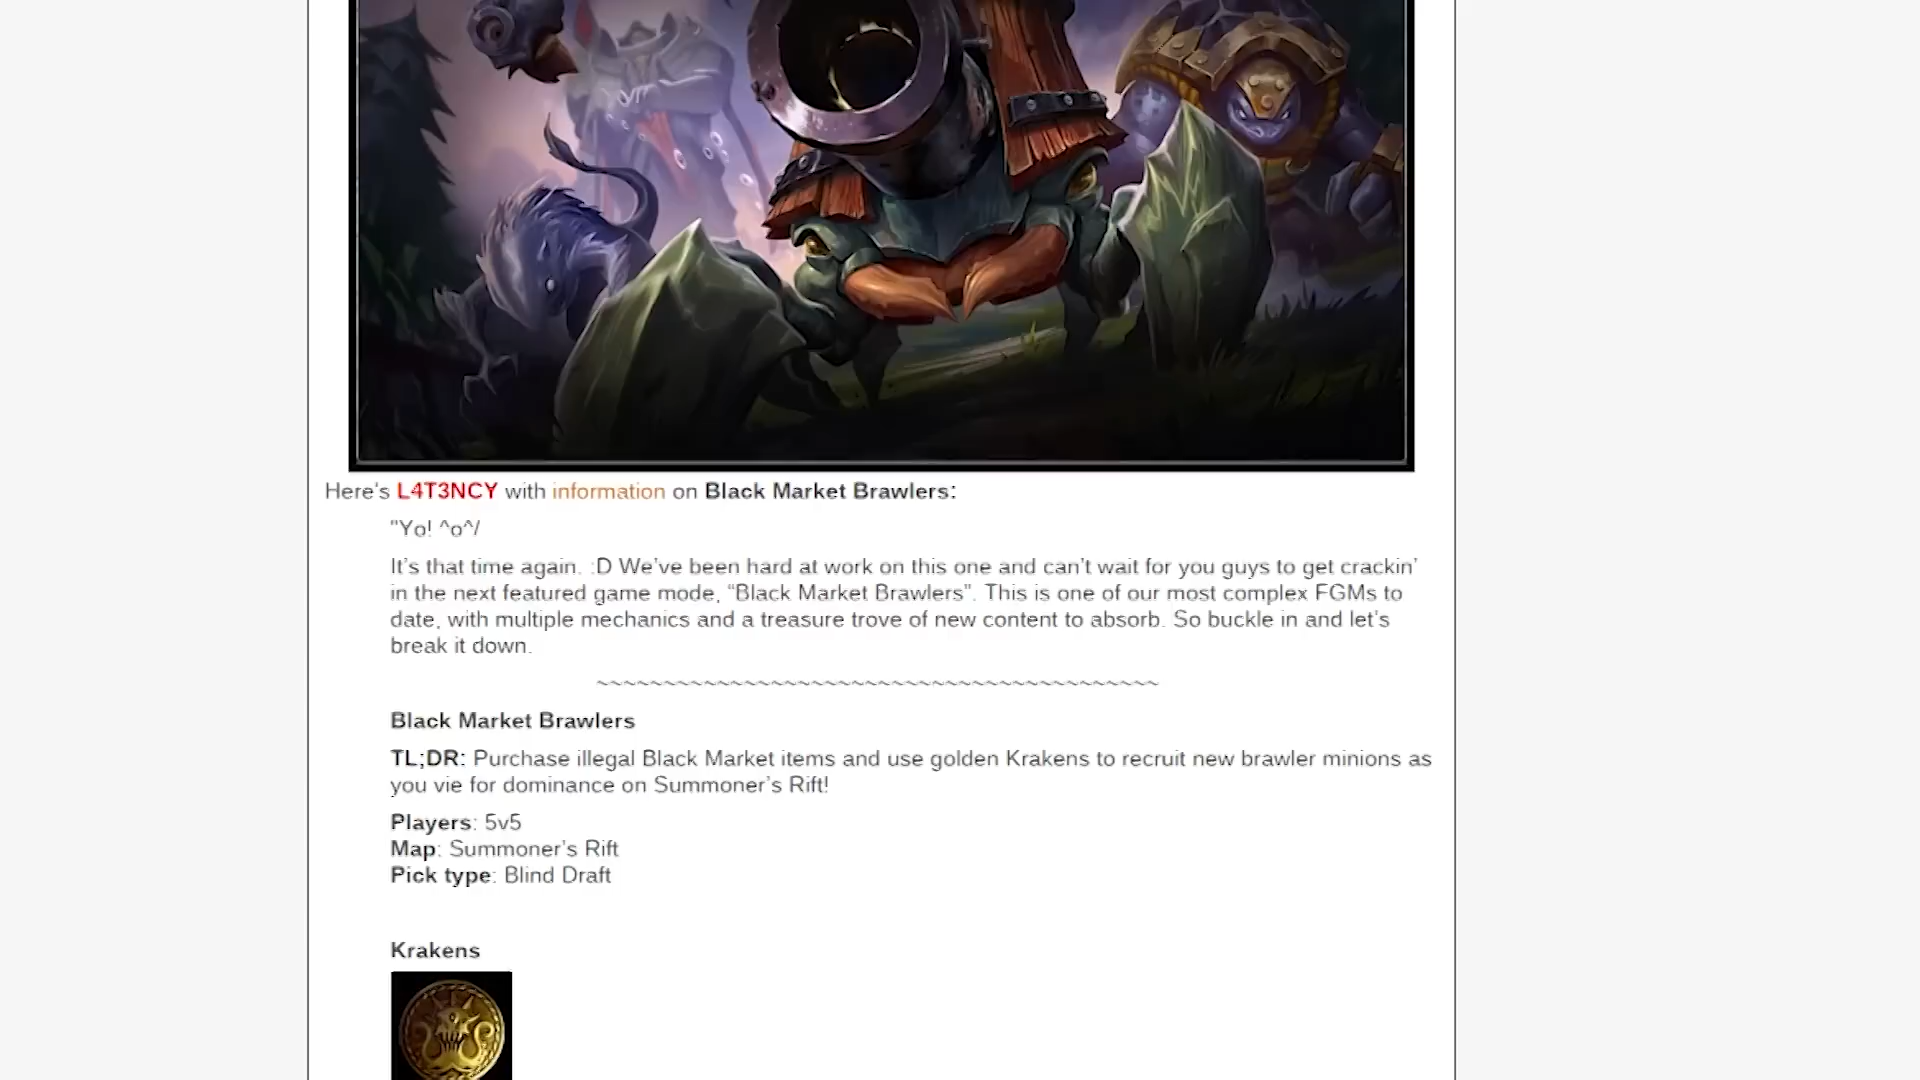 Here's L4T3NCY with information on Black Market Brawlers:
"Yo! ^o^/
It's that time again. :D We've been hard at work on this one and can't wait for you guys to get crackin'
in the next featured game mode, “Black Market Brawlers”. This is one of our most complex FGMs to
date, with multiple mechanics and a treasure trove of new content to absorb. So buckle in and let's
break it down.
~~~~~~~~~~~~~~~~~~~~~~~~~~~~~~~~~~~~~~~~~~
Black Market Brawlers
TL;DR: Purchase illegal Black Market items and use golden Krakens to recruit new brawler minions as
you vie for dominance on Summoner's Rift!
Players: 5v5
Map: Summoner's Rift
Pick type: Blind Draft
Krakens